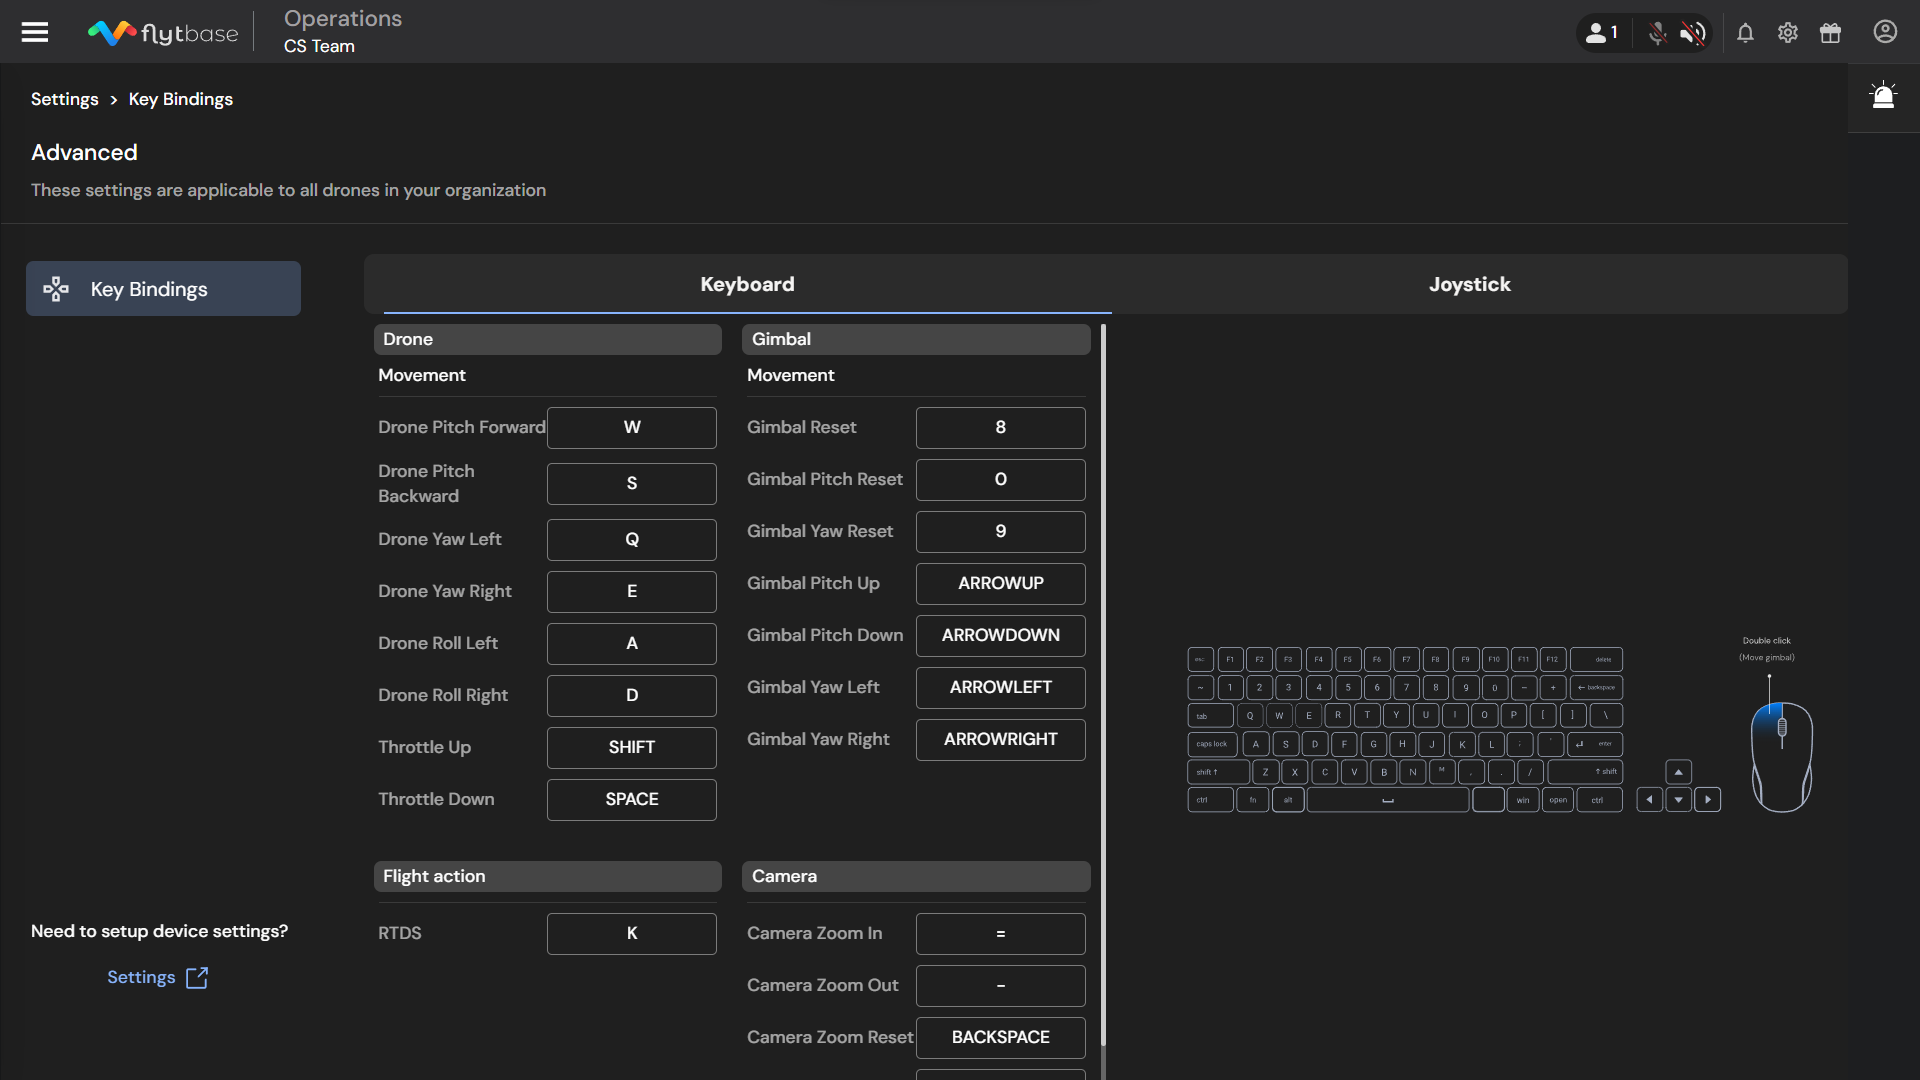 flytbase
Operations
CS Team
1
Settings > Key Bindings
Advanced
These settings are applicable to all drones in your organization
Key Bindings
Keyboard
Joystick
Drone
Movement
Drone Pitch Forward W
Drone Pitch
Backward
S
Drone Yaw Left Q
Drone Yaw Right E
Drone Roll Left A
Drone Roll Right D
Throttle Up SHIFT
Throttle Down SPACE
Gimbal
Movement
Gimbal Reset 8
Gimbal Pitch Reset 0
Gimbal Yaw Reset 9
Gimbal Pitch Up ARROWUP
Gimbal Pitch Down ARROWDOWN
Gimbal Yaw Left ARROWLEFT
Gimbal Yaw Right ARROWRIGHT
Flight action
RTDS K
Camera
Camera Zoom In =
Camera Zoom Out -
Camera Zoom Reset BACKSPACE
Need to setup device settings?
Settings
Double click
(Move gimbal)
esc F1 F2 F3 F4 F5 F6 F7 F8 F9 F10 F11 F12 delete
~ 1 2 3 4 5 6 7 8 9 0 - + ← backspace
tab Q W E R T Y U I O P [ ] \
caps lock A S D F G H J K L ; ' ↵ enter
shift ↑ Z X C V B N M , . / ↑ shift
ctrl fn alt win open ctrl